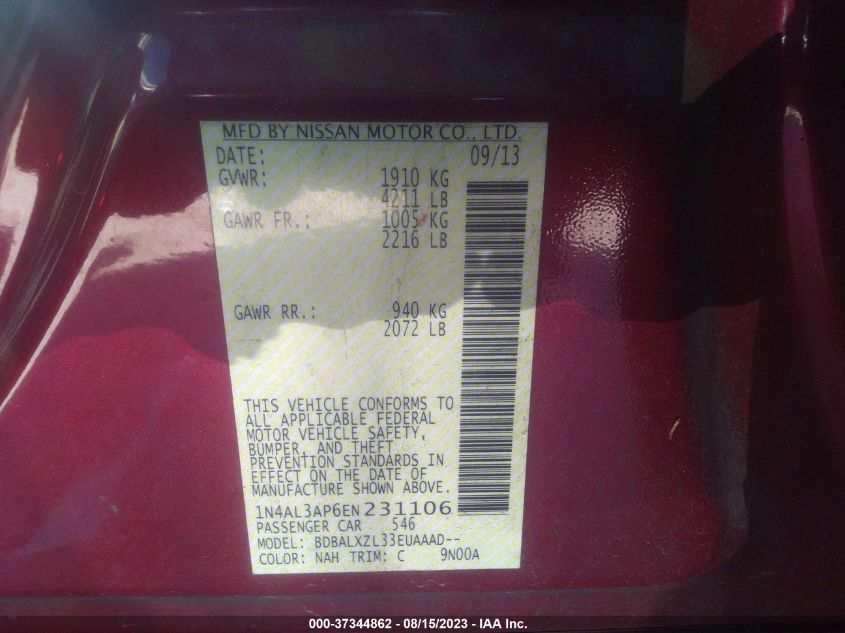 MFD BY NISSAN MOTOR CO., LTD.
DATE: 09/13
GVWR: 1910 KG
4211 LB
GAWR FR.: 1005 KG
2216 LB
GAWR RR.: 940 KG
2072 LB
THIS VEHICLE CONFORMS TO
ALL APPLICABLE FEDERAL
MOTOR VEHICLE SAFETY,
BUMPER, AND THEFT
PREVENTION STANDARDS IN
EFFECT ON THE DATE OF
MANUFACTURE SHOWN ABOVE.
1N4AL3AP6EN231106
PASSENGER CAR 546
MODEL: BDBALXZL33EUAAAD--
COLOR: NAH TRIM: C 9N00A
000-37344862 - 08/15/2023 - IAA Inc.